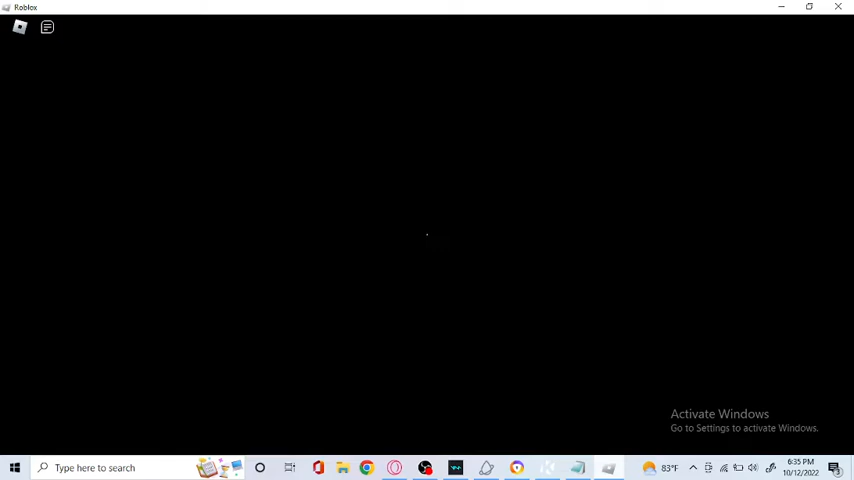 Roblox
Activate Windows
Go to Settings to activate Windows.
Type here to search
83°F
6:35 PM
10/12/2022
3